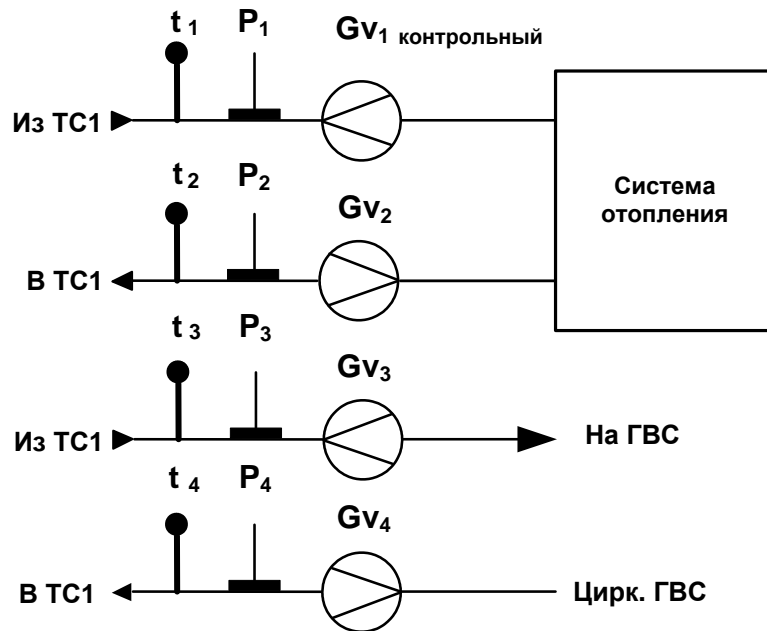 t 1 P1 Gv1 контрольный
Из ТС1
t 2 P2 Gv2
Система
отопления
В ТС1
t 3 P3 Gv3
Из ТС1
На ГВС
t 4 P4 Gv4
В ТС1
Цирк. ГВС